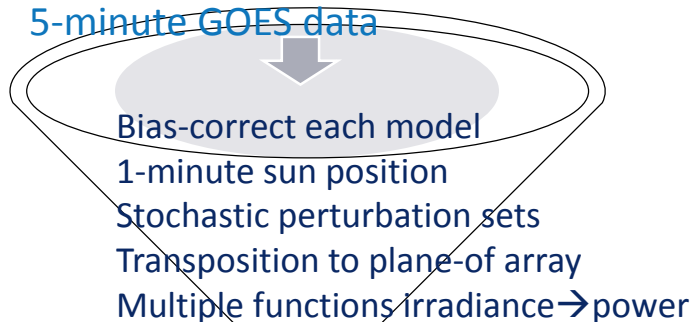 5-minute GOES data
Bias-correct each model
1-minute sun position
Stochastic perturbation sets
Transposition to plane-of array
Multiple functions irradiance→power